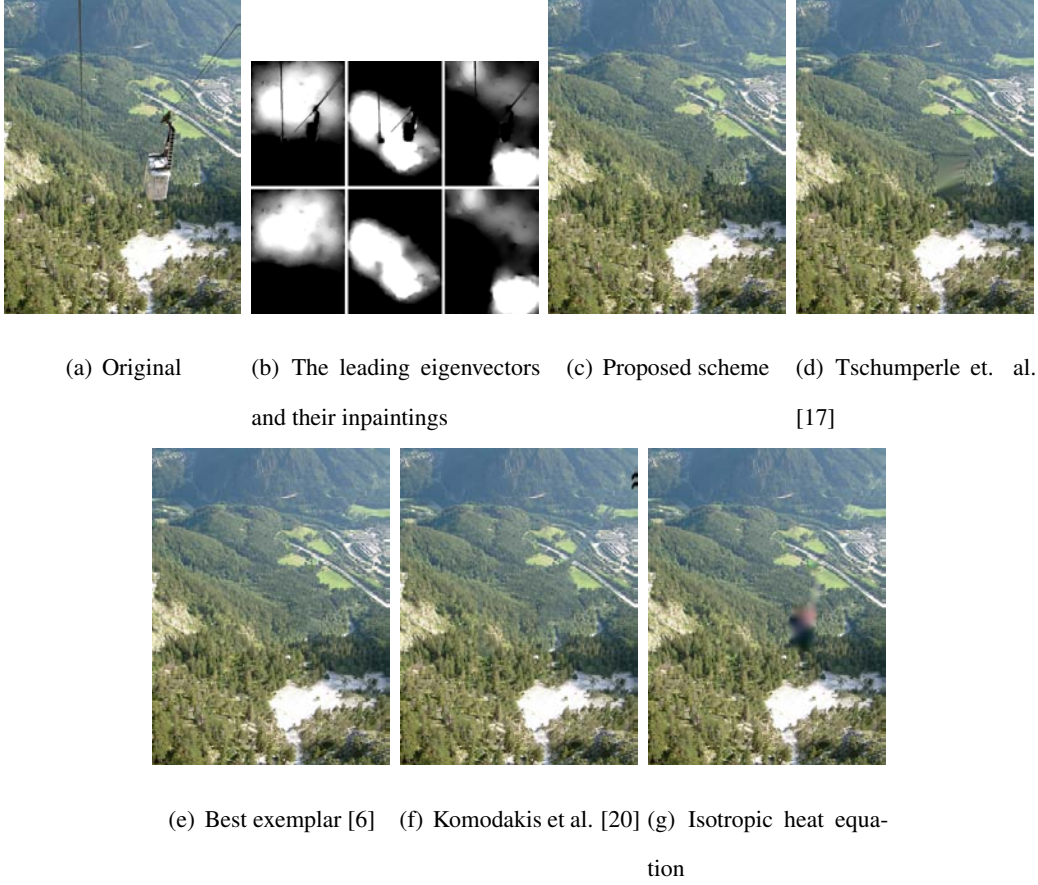 (a) Original
(b) The leading eigenvectors
and their inpaintings
(c) Proposed scheme
(d) Tschumperle et. al.
[17]
(e) Best exemplar [6]
(f) Komodakis et al. [20]
(g) Isotropic heat equa-
tion